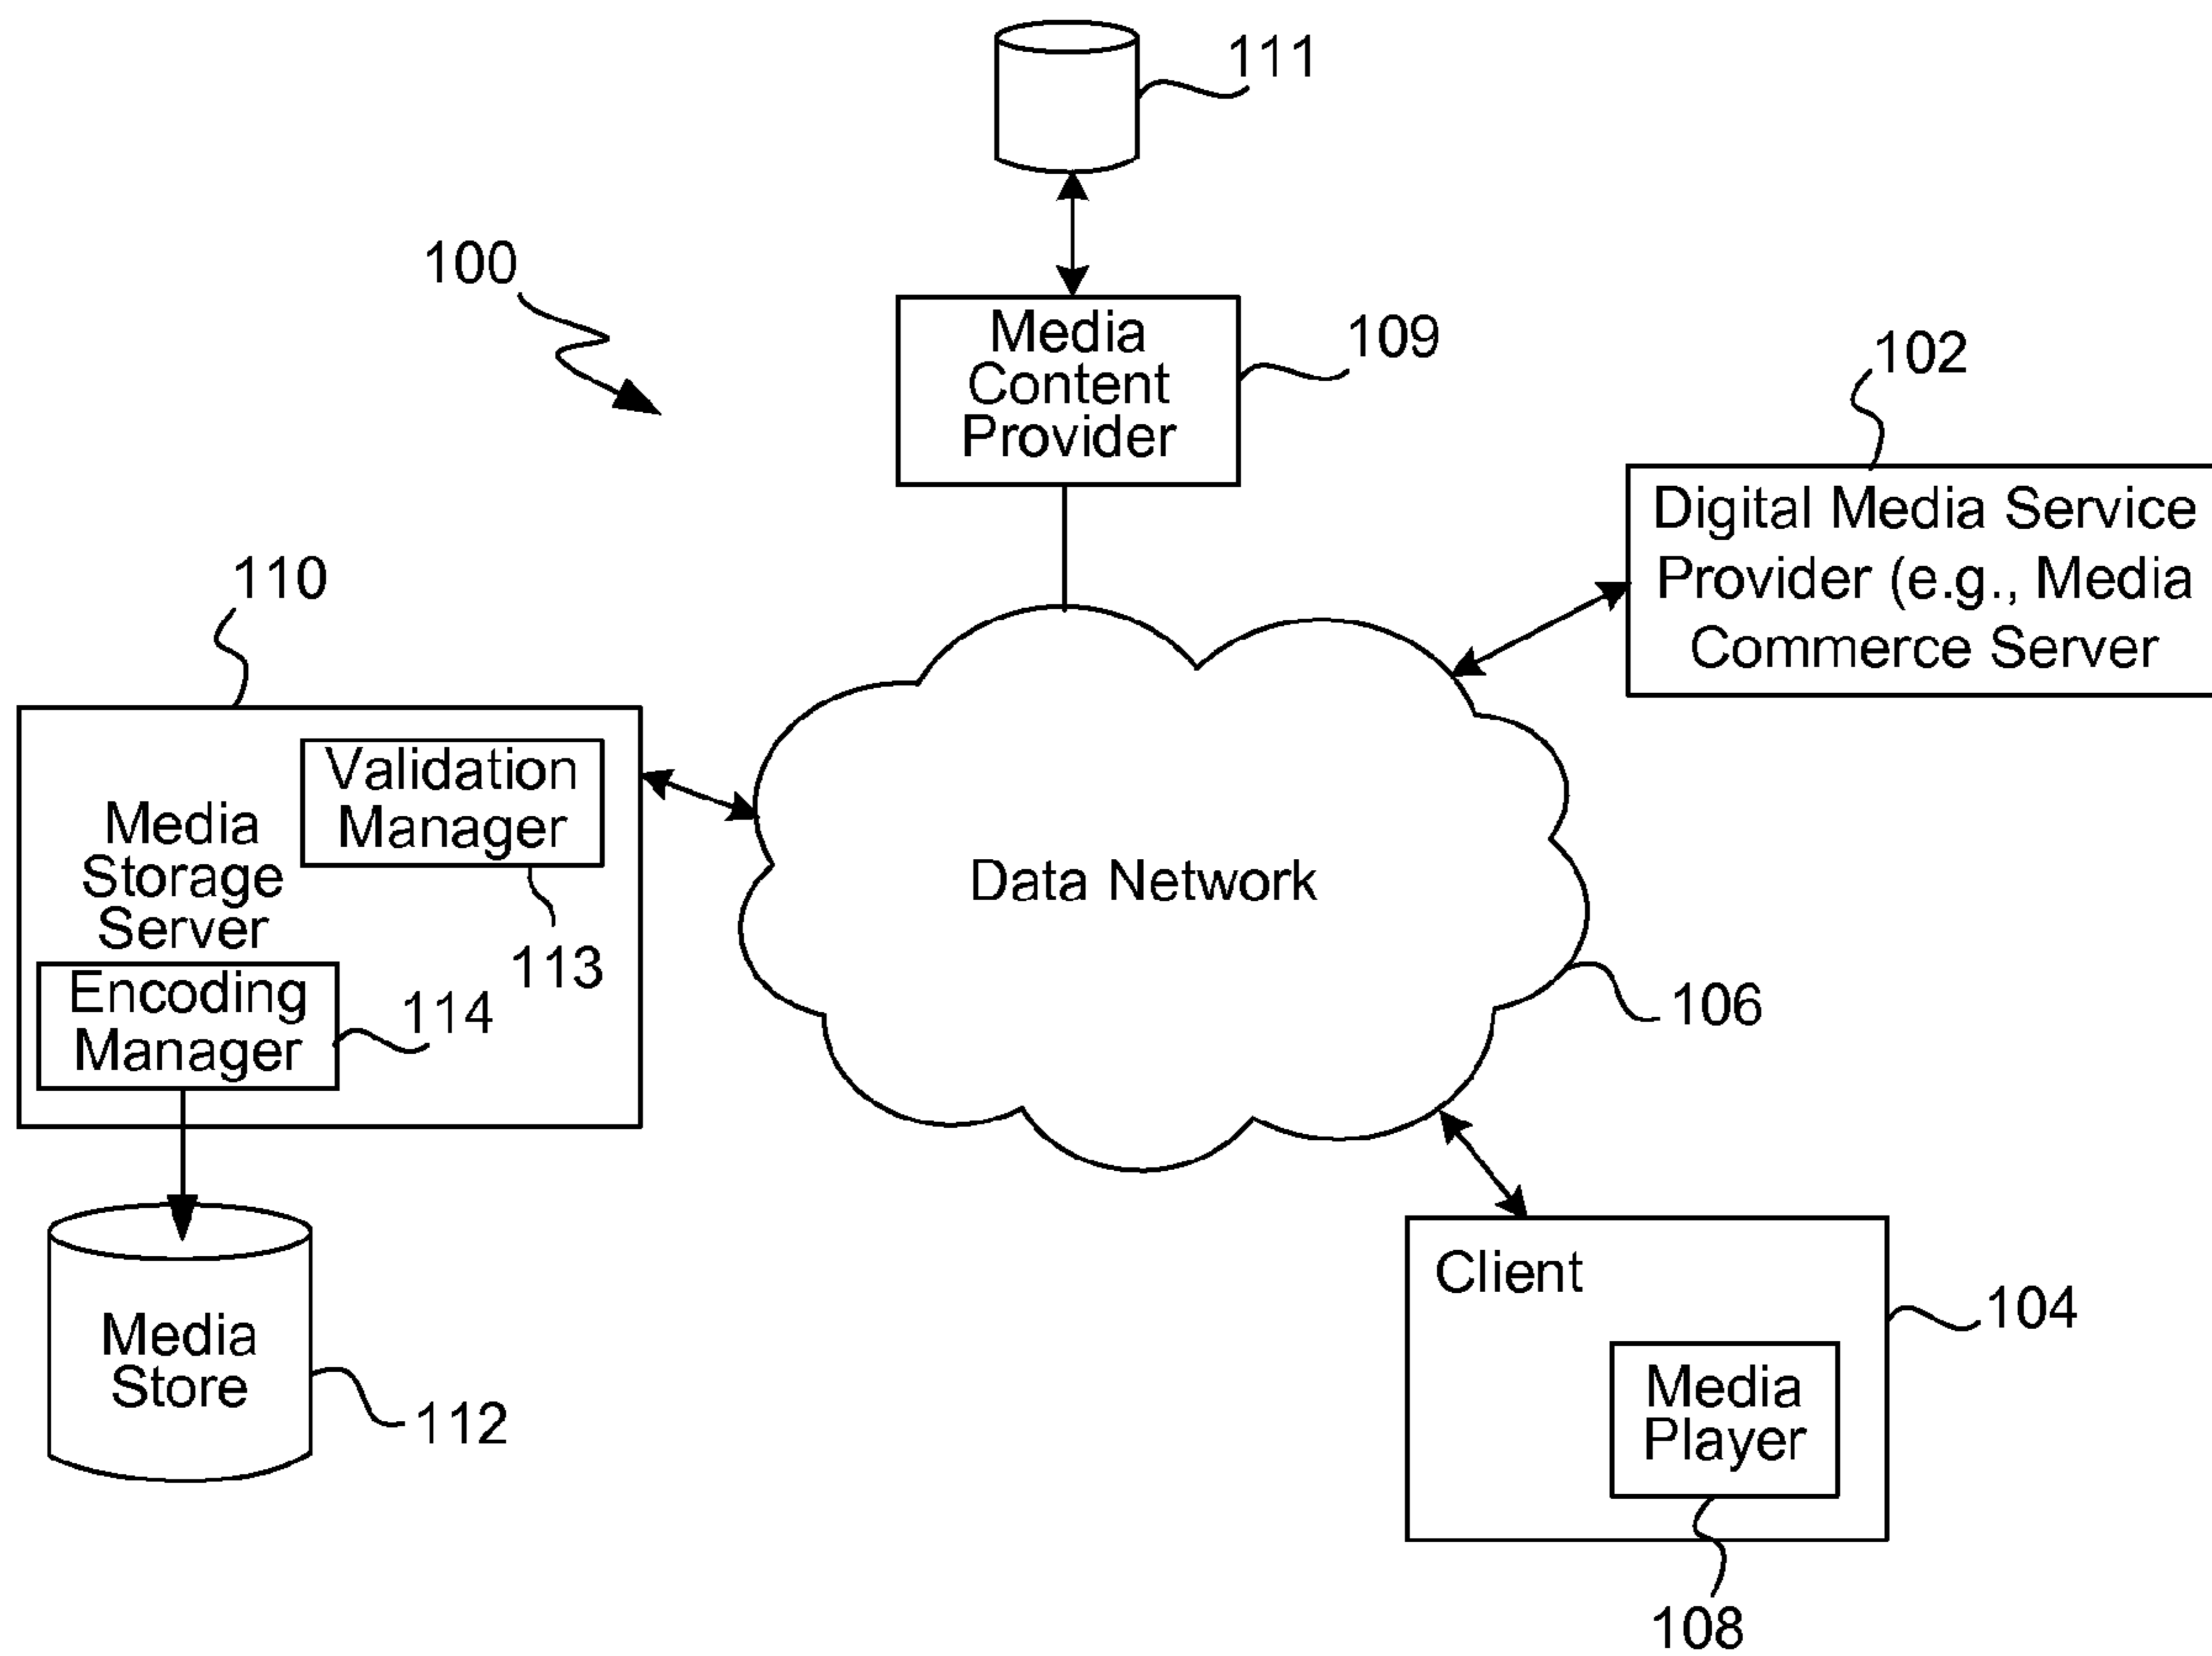 111
100
Media
Content
Provider
109
102
Digital Media Service
Provider (e.g., Media
Commerce Server
110
Validation
Manager
Media
Storage
Server
113
Encoding
Manager
114
Data Network
106
Media
Store
112
Client
104
Media
Player
108